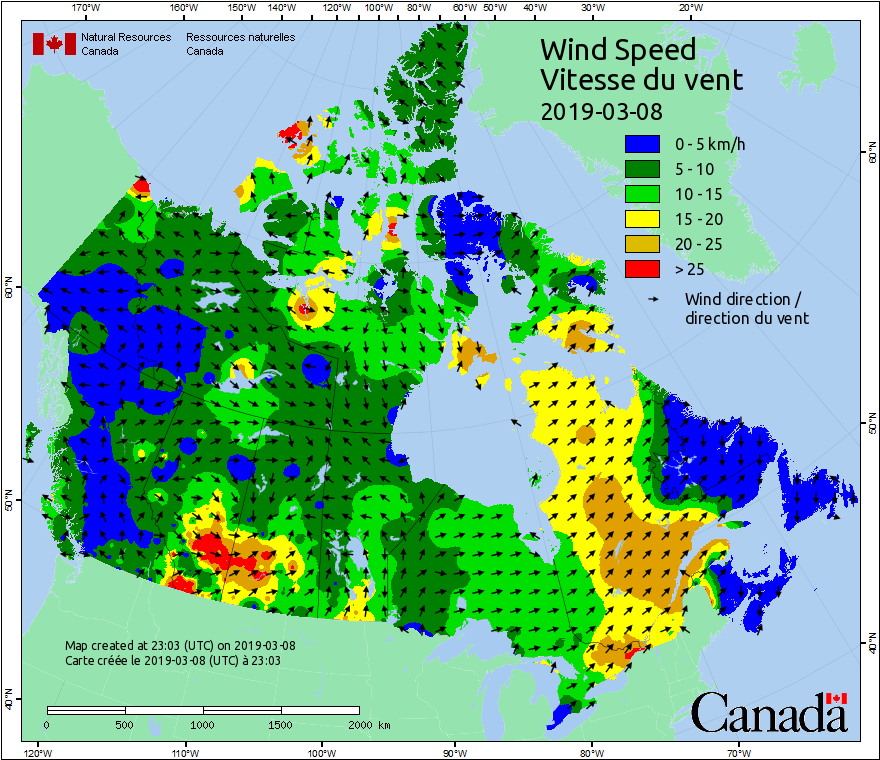 170°W 160°W 150°W 140°W 120°W 100°W 80°W 60°W 50°W 40°W 30°W 20°W
Natural Resources Ressources naturelles
Canada Canada
Wind Speed
Vitesse du vent
2019-03-08
0 - 5 km/h
5 - 10
10 - 15
15 - 20
20 - 25
> 25
Wind direction /
direction du vent
60°N
50°N
40°N
60°N
50°N
40°N
Map created at 23:03 (UTC) on 2019-03-08
Carte créée le 2019-03-08 (UTC) à 23:03
0 500 1000 1500 2000 km
Canada
120°W 110°W 100°W 90°W 80°W 70°W